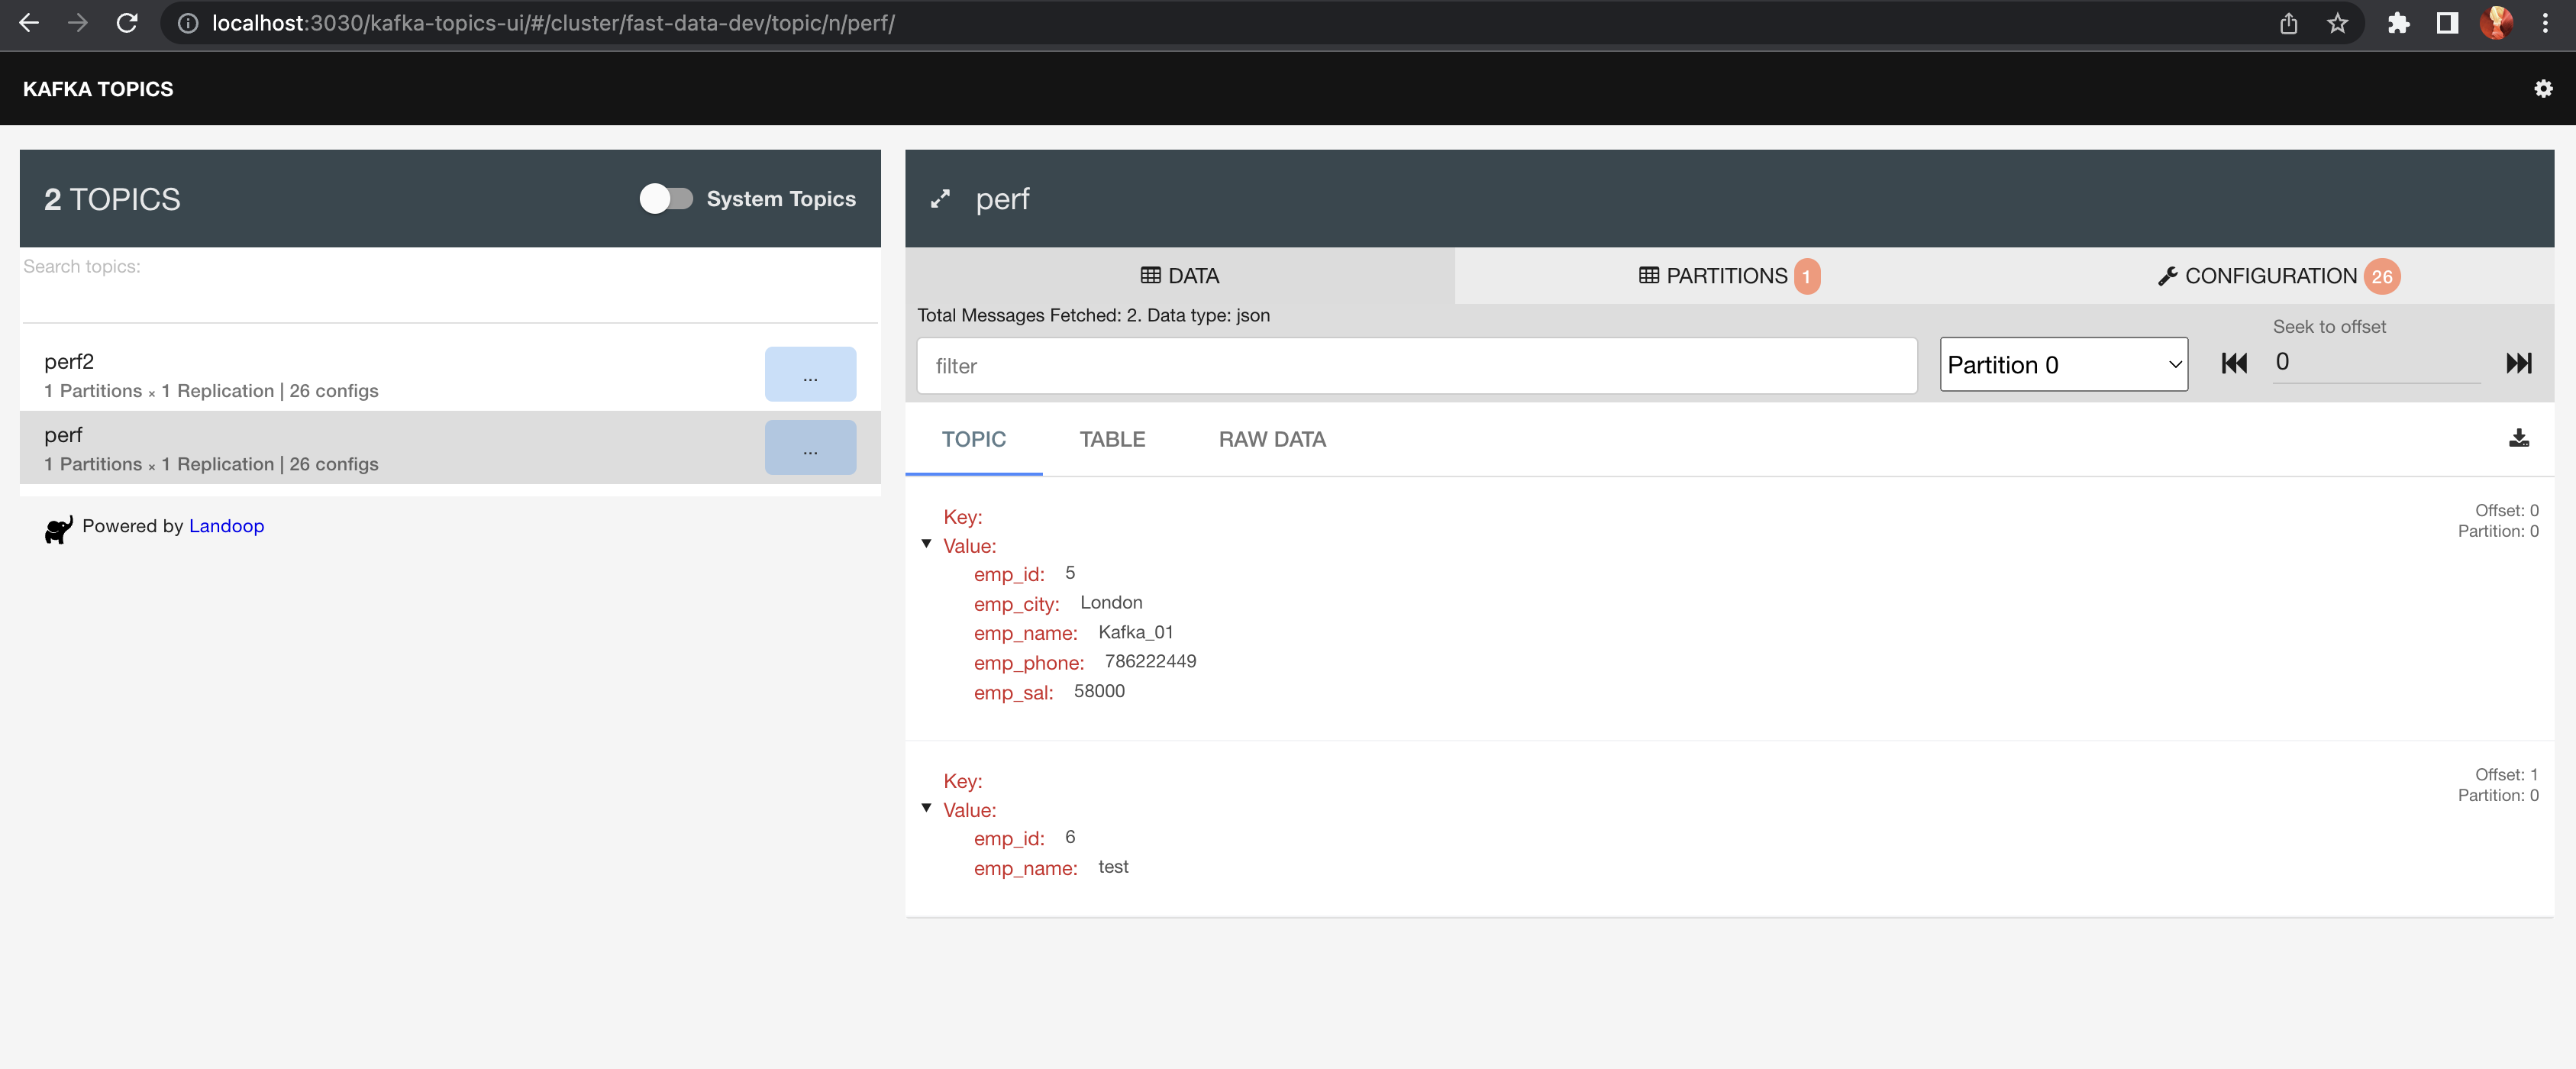 localhost:3030/kafka-topics-ui/#/cluster/fast-data-dev/topic/n/perf/
KAFKA TOPICS
2 TOPICS
System Topics
Search topics:
perf2
1 Partitions × 1 Replication | 26 configs
...
perf
1 Partitions × 1 Replication | 26 configs
...
Powered by Landoop
perf
DATA
PARTITIONS 1
CONFIGURATION 26
Total Messages Fetched: 2. Data type: json
filter
Partition 0
Seek to offset
0
TOPIC
TABLE
RAW DATA
Key:
Offset: 0
Partition: 0
Value:
emp_id: 5
emp_city: London
emp_name: Kafka_01
emp_phone: 786222449
emp_sal: 58000
Key:
Offset: 1
Partition: 0
Value:
emp_id: 6
emp_name: test